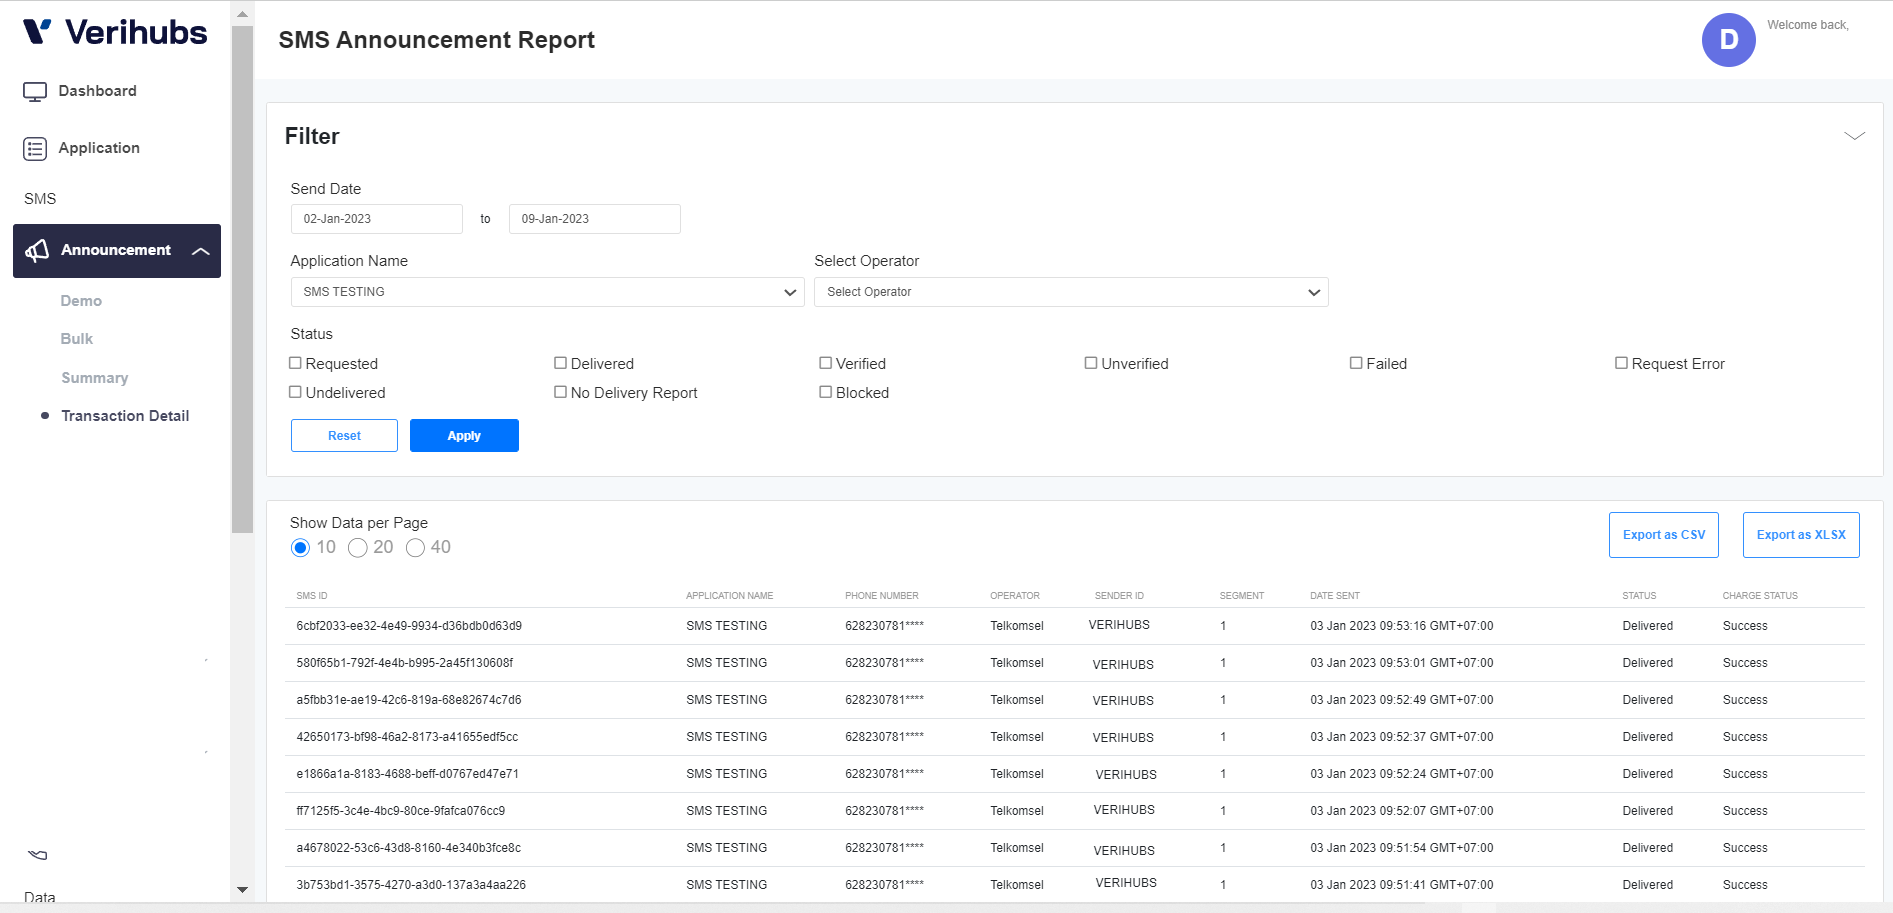 Verihubs
SMS Announcement Report
D
Welcome back,
Dashboard
Application
SMS
Announcement
Demo
Bulk
Summary
Transaction Detail
Data
Filter
Send Date
02-Jan-2023 to 09-Jan-2023
Application Name Select Operator
SMS TESTING Select Operator
Status
Requested Delivered Verified Unverified Failed Request Error
Undelivered No Delivery Report Blocked
Reset Apply
Show Data per Page
10 20 40
Export as CSV Export as XLSX
SMS ID APPLICATION NAME PHONE NUMBER OPERATOR SENDER ID SEGMENT DATE SENT STATUS CHARGE STATUS
6cbf2033-ee32-4e49-9934-d36bdb0d63d9 SMS TESTING 628230781**** Telkomsel VERIHUBS 1 03 Jan 2023 09:53:16 GMT+07:00 Delivered Success
580f65b1-792f-4e4b-b995-2a45f130608f SMS TESTING 628230781**** Telkomsel VERIHUBS 1 03 Jan 2023 09:53:01 GMT+07:00 Delivered Success
a5fbb31e-ae19-42c6-819a-68e82674c7d6 SMS TESTING 628230781**** Telkomsel VERIHUBS 1 03 Jan 2023 09:52:49 GMT+07:00 Delivered Success
42650173-bf98-46a2-8173-a41655edf5cc SMS TESTING 628230781**** Telkomsel VERIHUBS 1 03 Jan 2023 09:52:37 GMT+07:00 Delivered Success
e1866a1a-8183-4688-beff-d0767ed47e71 SMS TESTING 628230781**** Telkomsel VERIHUBS 1 03 Jan 2023 09:52:24 GMT+07:00 Delivered Success
ff7125f5-3c4e-4bc9-80ce-9fafca076cc9 SMS TESTING 628230781**** Telkomsel VERIHUBS 1 03 Jan 2023 09:52:07 GMT+07:00 Delivered Success
a4678022-53c6-43d8-8160-4e340b3fce8c SMS TESTING 628230781**** Telkomsel VERIHUBS 1 03 Jan 2023 09:51:54 GMT+07:00 Delivered Success
3b753bd1-3575-4270-a3d0-137a3a4aa226 SMS TESTING 628230781**** Telkomsel VERIHUBS 1 03 Jan 2023 09:51:41 GMT+07:00 Delivered Success